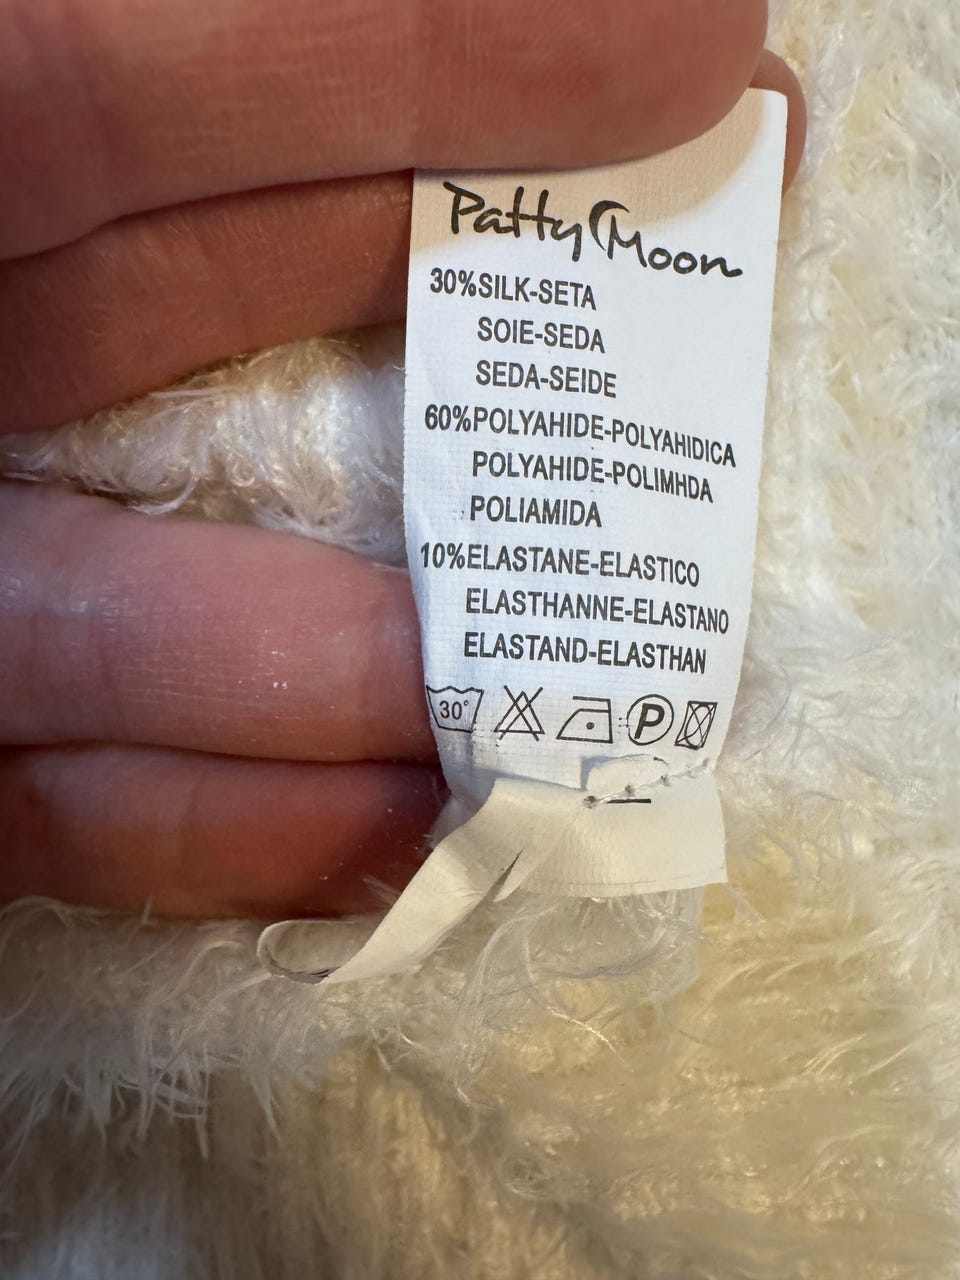 Patty Moon
30%SILK-SETA
SOIE-SEDA
SEDA-SEIDE
60%POLYAHIDE-POLYAHIDICA
POLYAHIDE-POLIMHDA
POLIAMIDA
10%ELASTANE-ELASTICO
ELASTHANNE-ELASTANO
ELASTAND-ELASTHAN
30° P